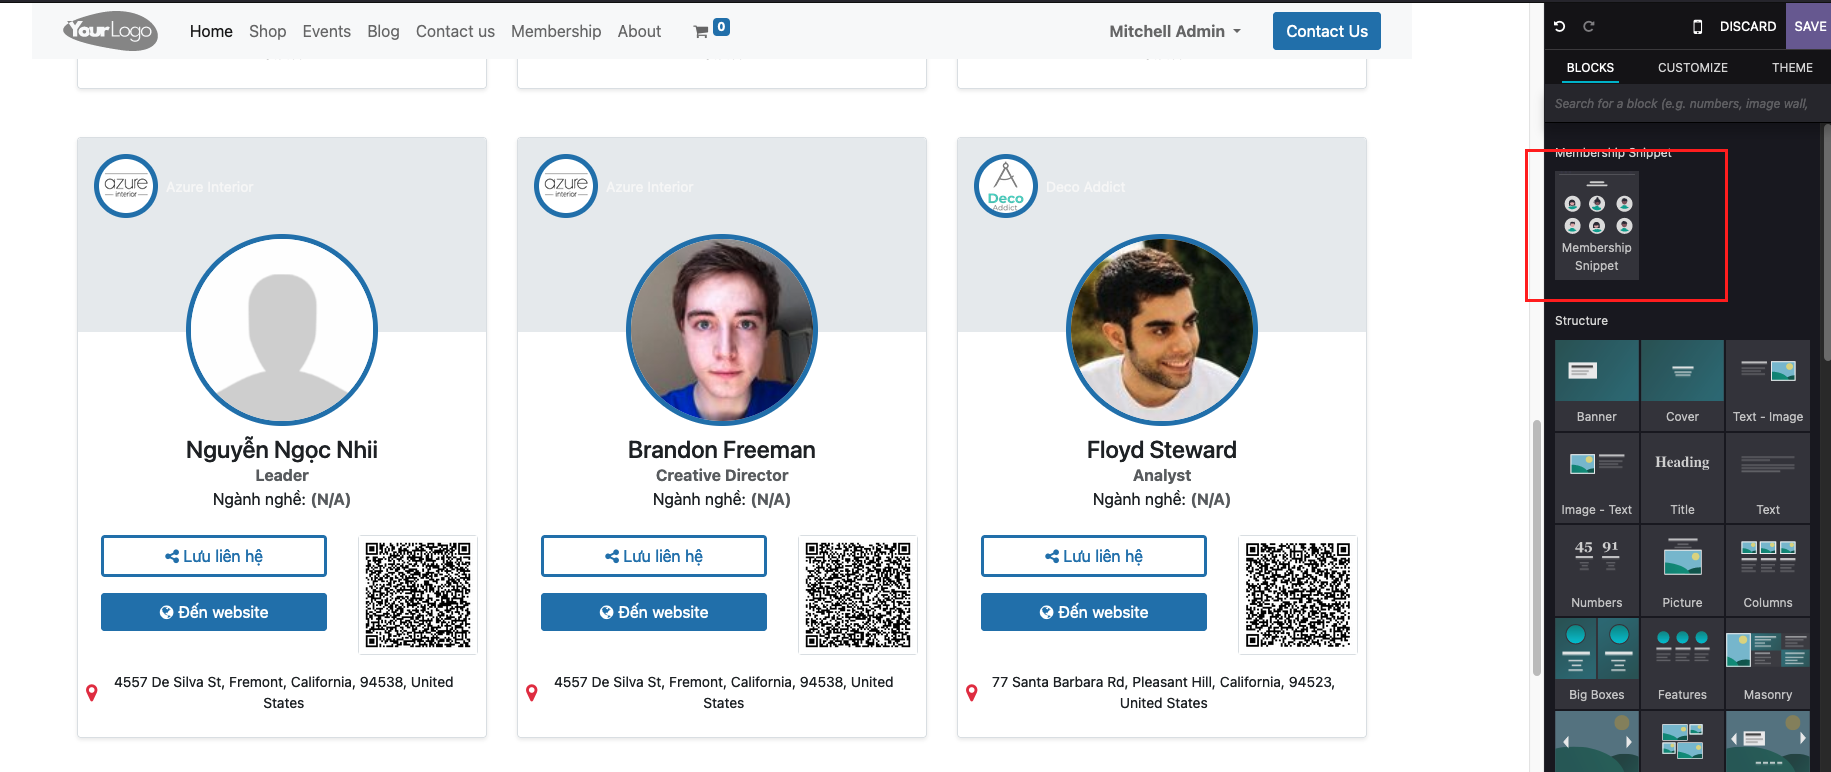 YourLogo
Home Shop Events Blog Contact us Membership About 0
Mitchell Admin
Contact Us
DISCARD
SAVE
BLOCKS CUSTOMIZE THEME
Search for a block (e.g. numbers, image wall,
Membership Snippet
Membership
Snippet
Structure
Banner Cover Text - Image
Heading
Image - Text Title Text
45 91
Numbers Picture Columns
Big Boxes Features Masonry
azure
interior
Azure Interior
Nguyễn Ngọc Nhii
Leader
Ngành nghề: (N/A)
Lưu liên hệ
Đến website
4557 De Silva St, Fremont, California, 94538, United
States
azure
interior
Azure Interior
Brandon Freeman
Creative Director
Ngành nghề: (N/A)
Lưu liên hệ
Đến website
4557 De Silva St, Fremont, California, 94538, United
States
Deco
Addict
Deco Addict
Floyd Steward
Analyst
Ngành nghề: (N/A)
Lưu liên hệ
Đến website
77 Santa Barbara Rd, Pleasant Hill, California, 94523,
United States